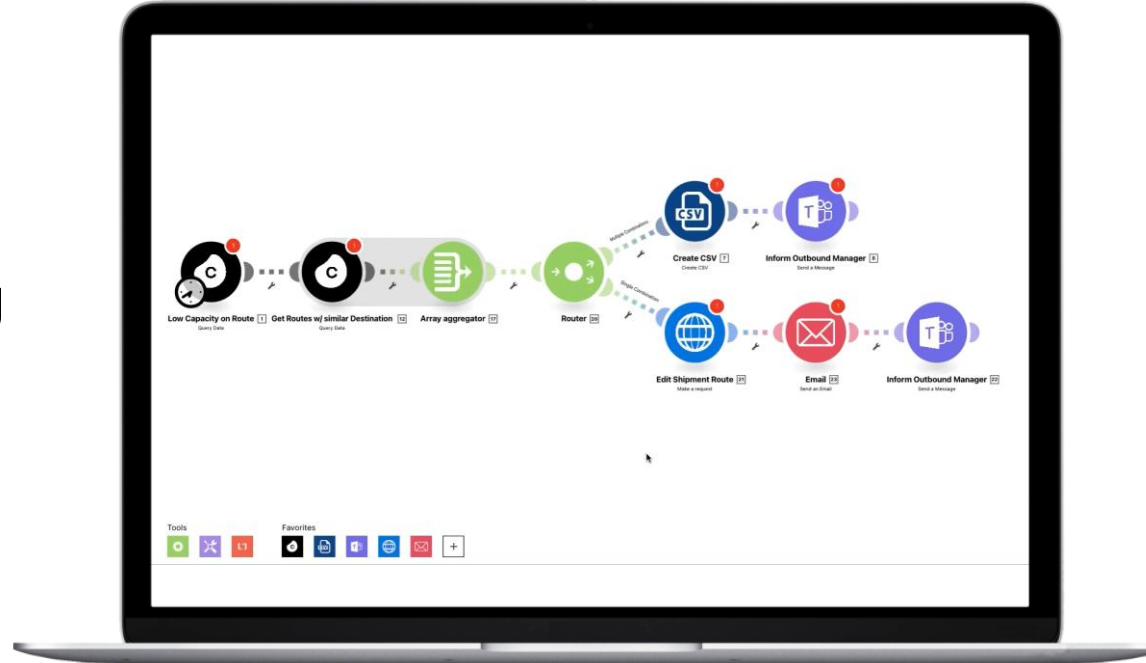 C
C
Low Capacity on Route 1
Query Data
Get Routes w/ similar Destination 12
Query Data
Array aggregator 17
Router
Multiple Combinations
CSV
Create CSV 7
Create CSV
T
Inform Outbound Manager 8
Send a Message
Single Combination
Edit Shipment Route 21
Make a request
Email 23
Send an Email
T
Inform Outbound Manager 22
Send a Message
Tools
Favorites